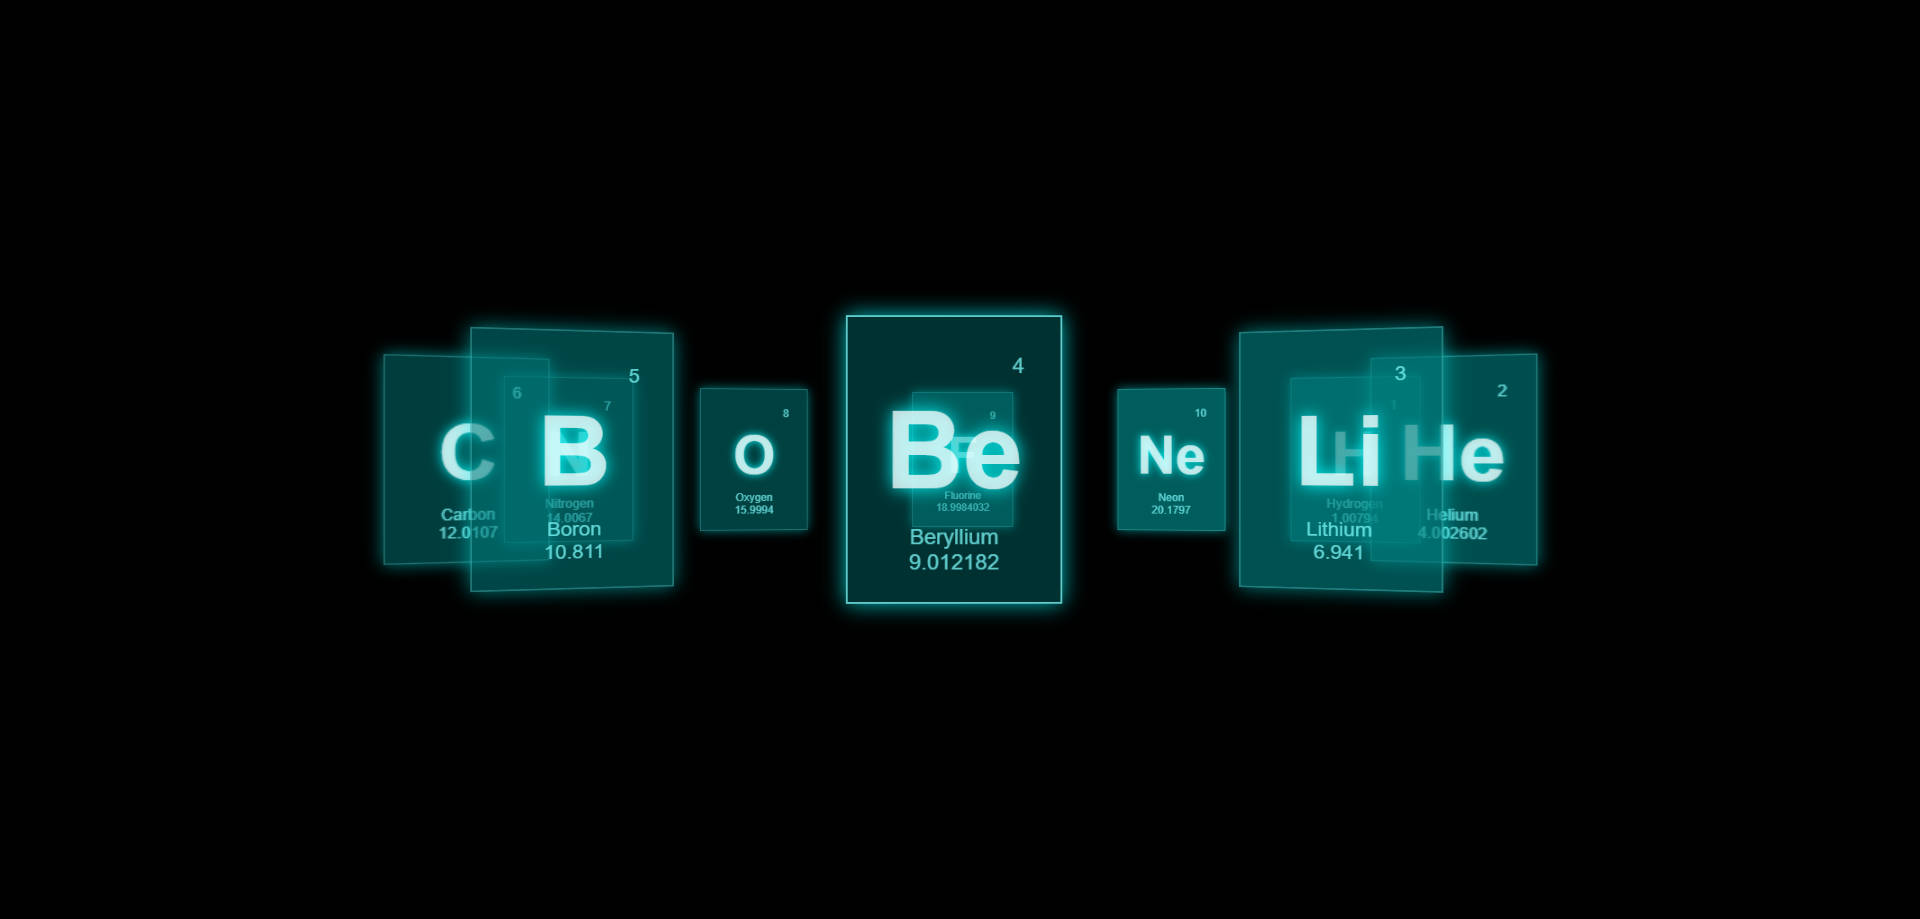 6
C
Carbon
12.0107
5
B
Boron
10.811
7
N
Nitrogen
14.0067
8
O
Oxygen
15.9994
4
Be
Beryllium
9.012182
9
F
Fluorine
18.9984032
10
Ne
Neon
20.1797
3
Li
Lithium
6.941
1
H
Hydrogen
1.00794
2
He
Helium
4.002602